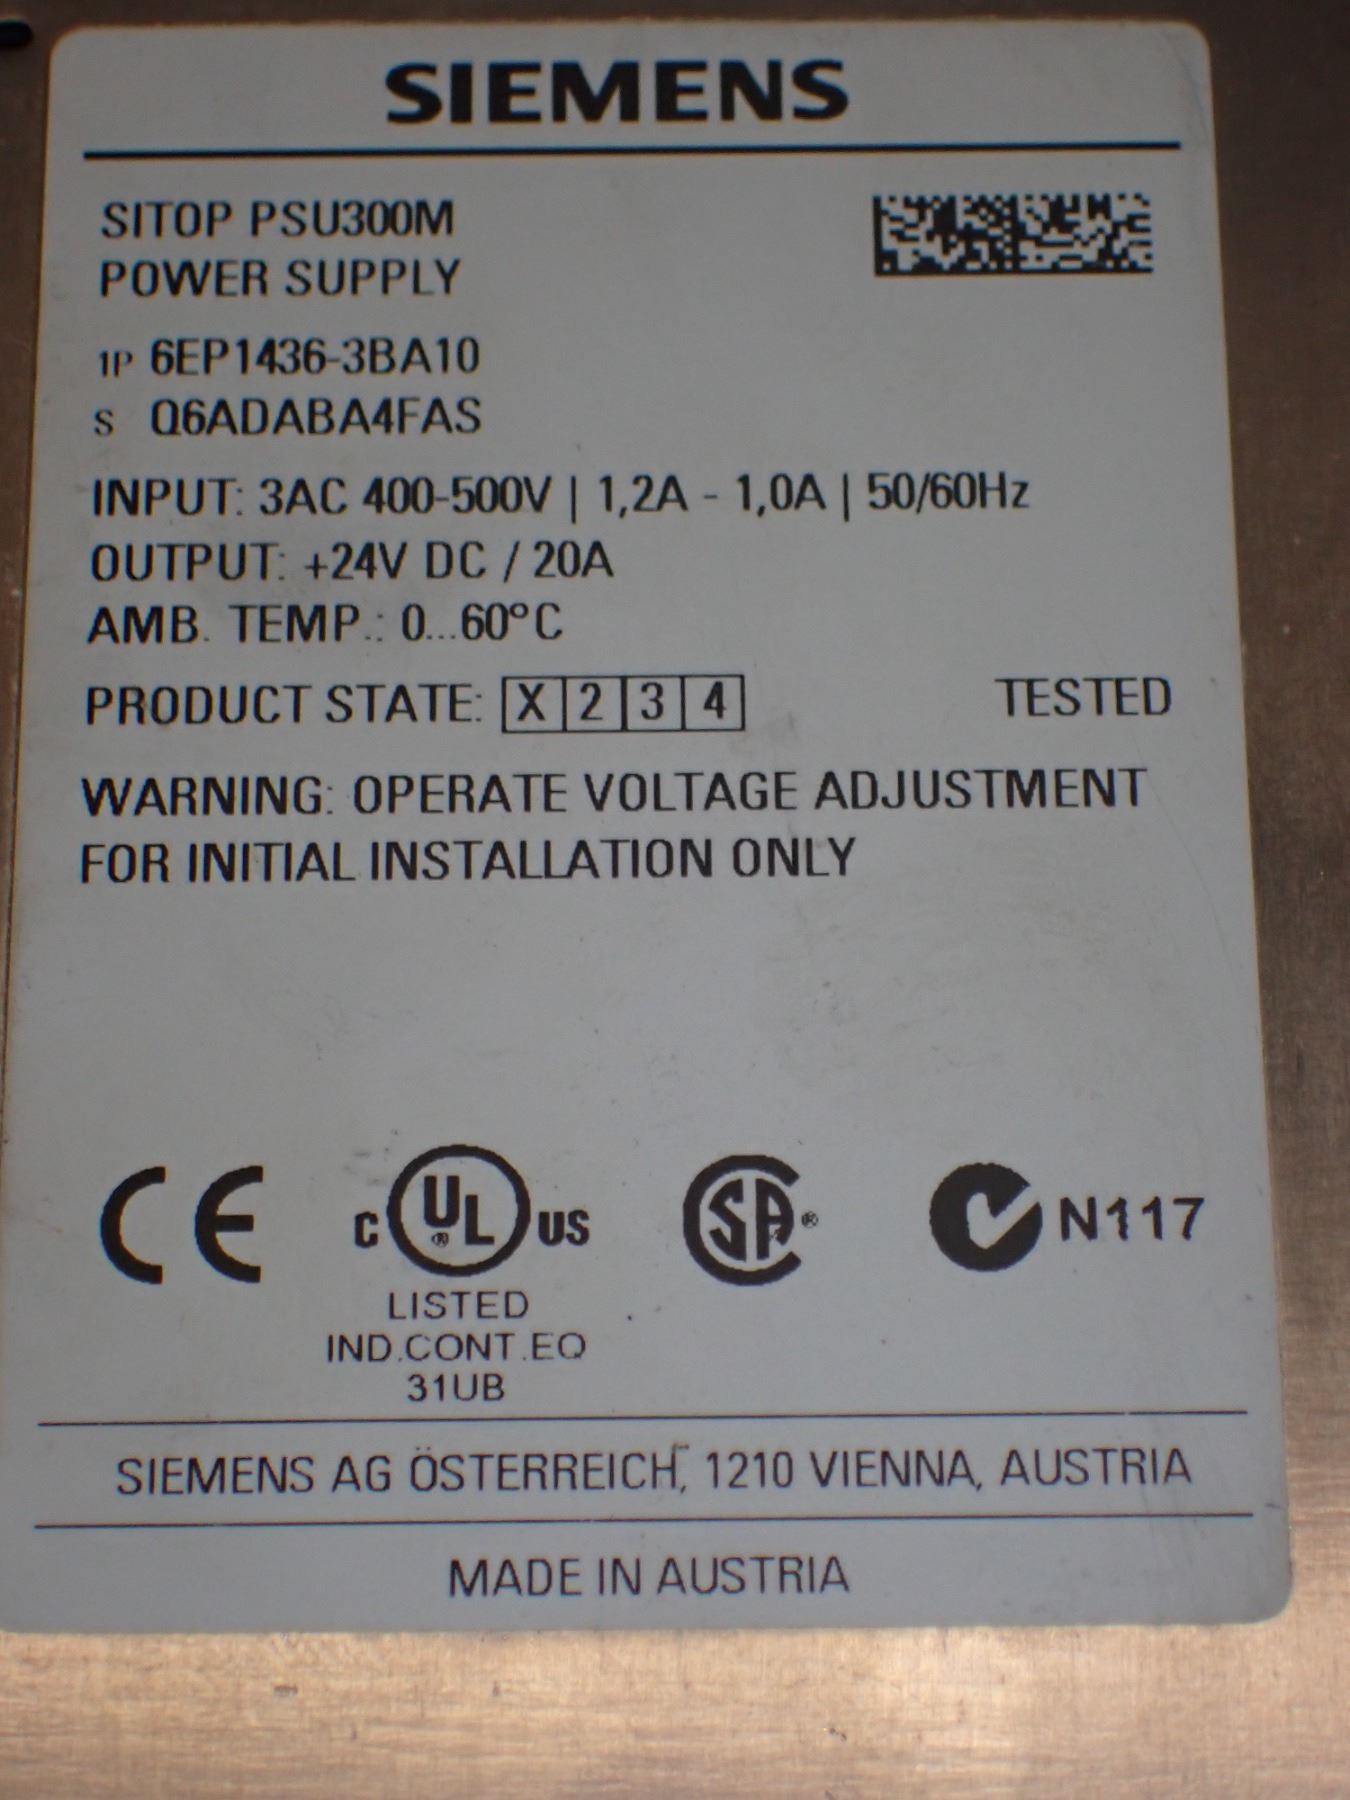 SIEMENS
SITOP PSU300M
POWER SUPPLY
1P 6EP1436-3BA10
S Q6ADABA4FAS
INPUT: 3AC 400-500V | 1,2A - 1,0A | 50/60Hz
OUTPUT: +24V DC / 20A
AMB. TEMP.: 0...60°C
PRODUCT STATE: X 2 3 4 TESTED
WARNING: OPERATE VOLTAGE ADJUSTMENT
FOR INITIAL INSTALLATION ONLY
CE C UL® US SA® N117
LISTED
IND.CONT.EQ
31UB
SIEMENS AG ÖSTERREICH, 1210 VIENNA, AUSTRIA
MADE IN AUSTRIA